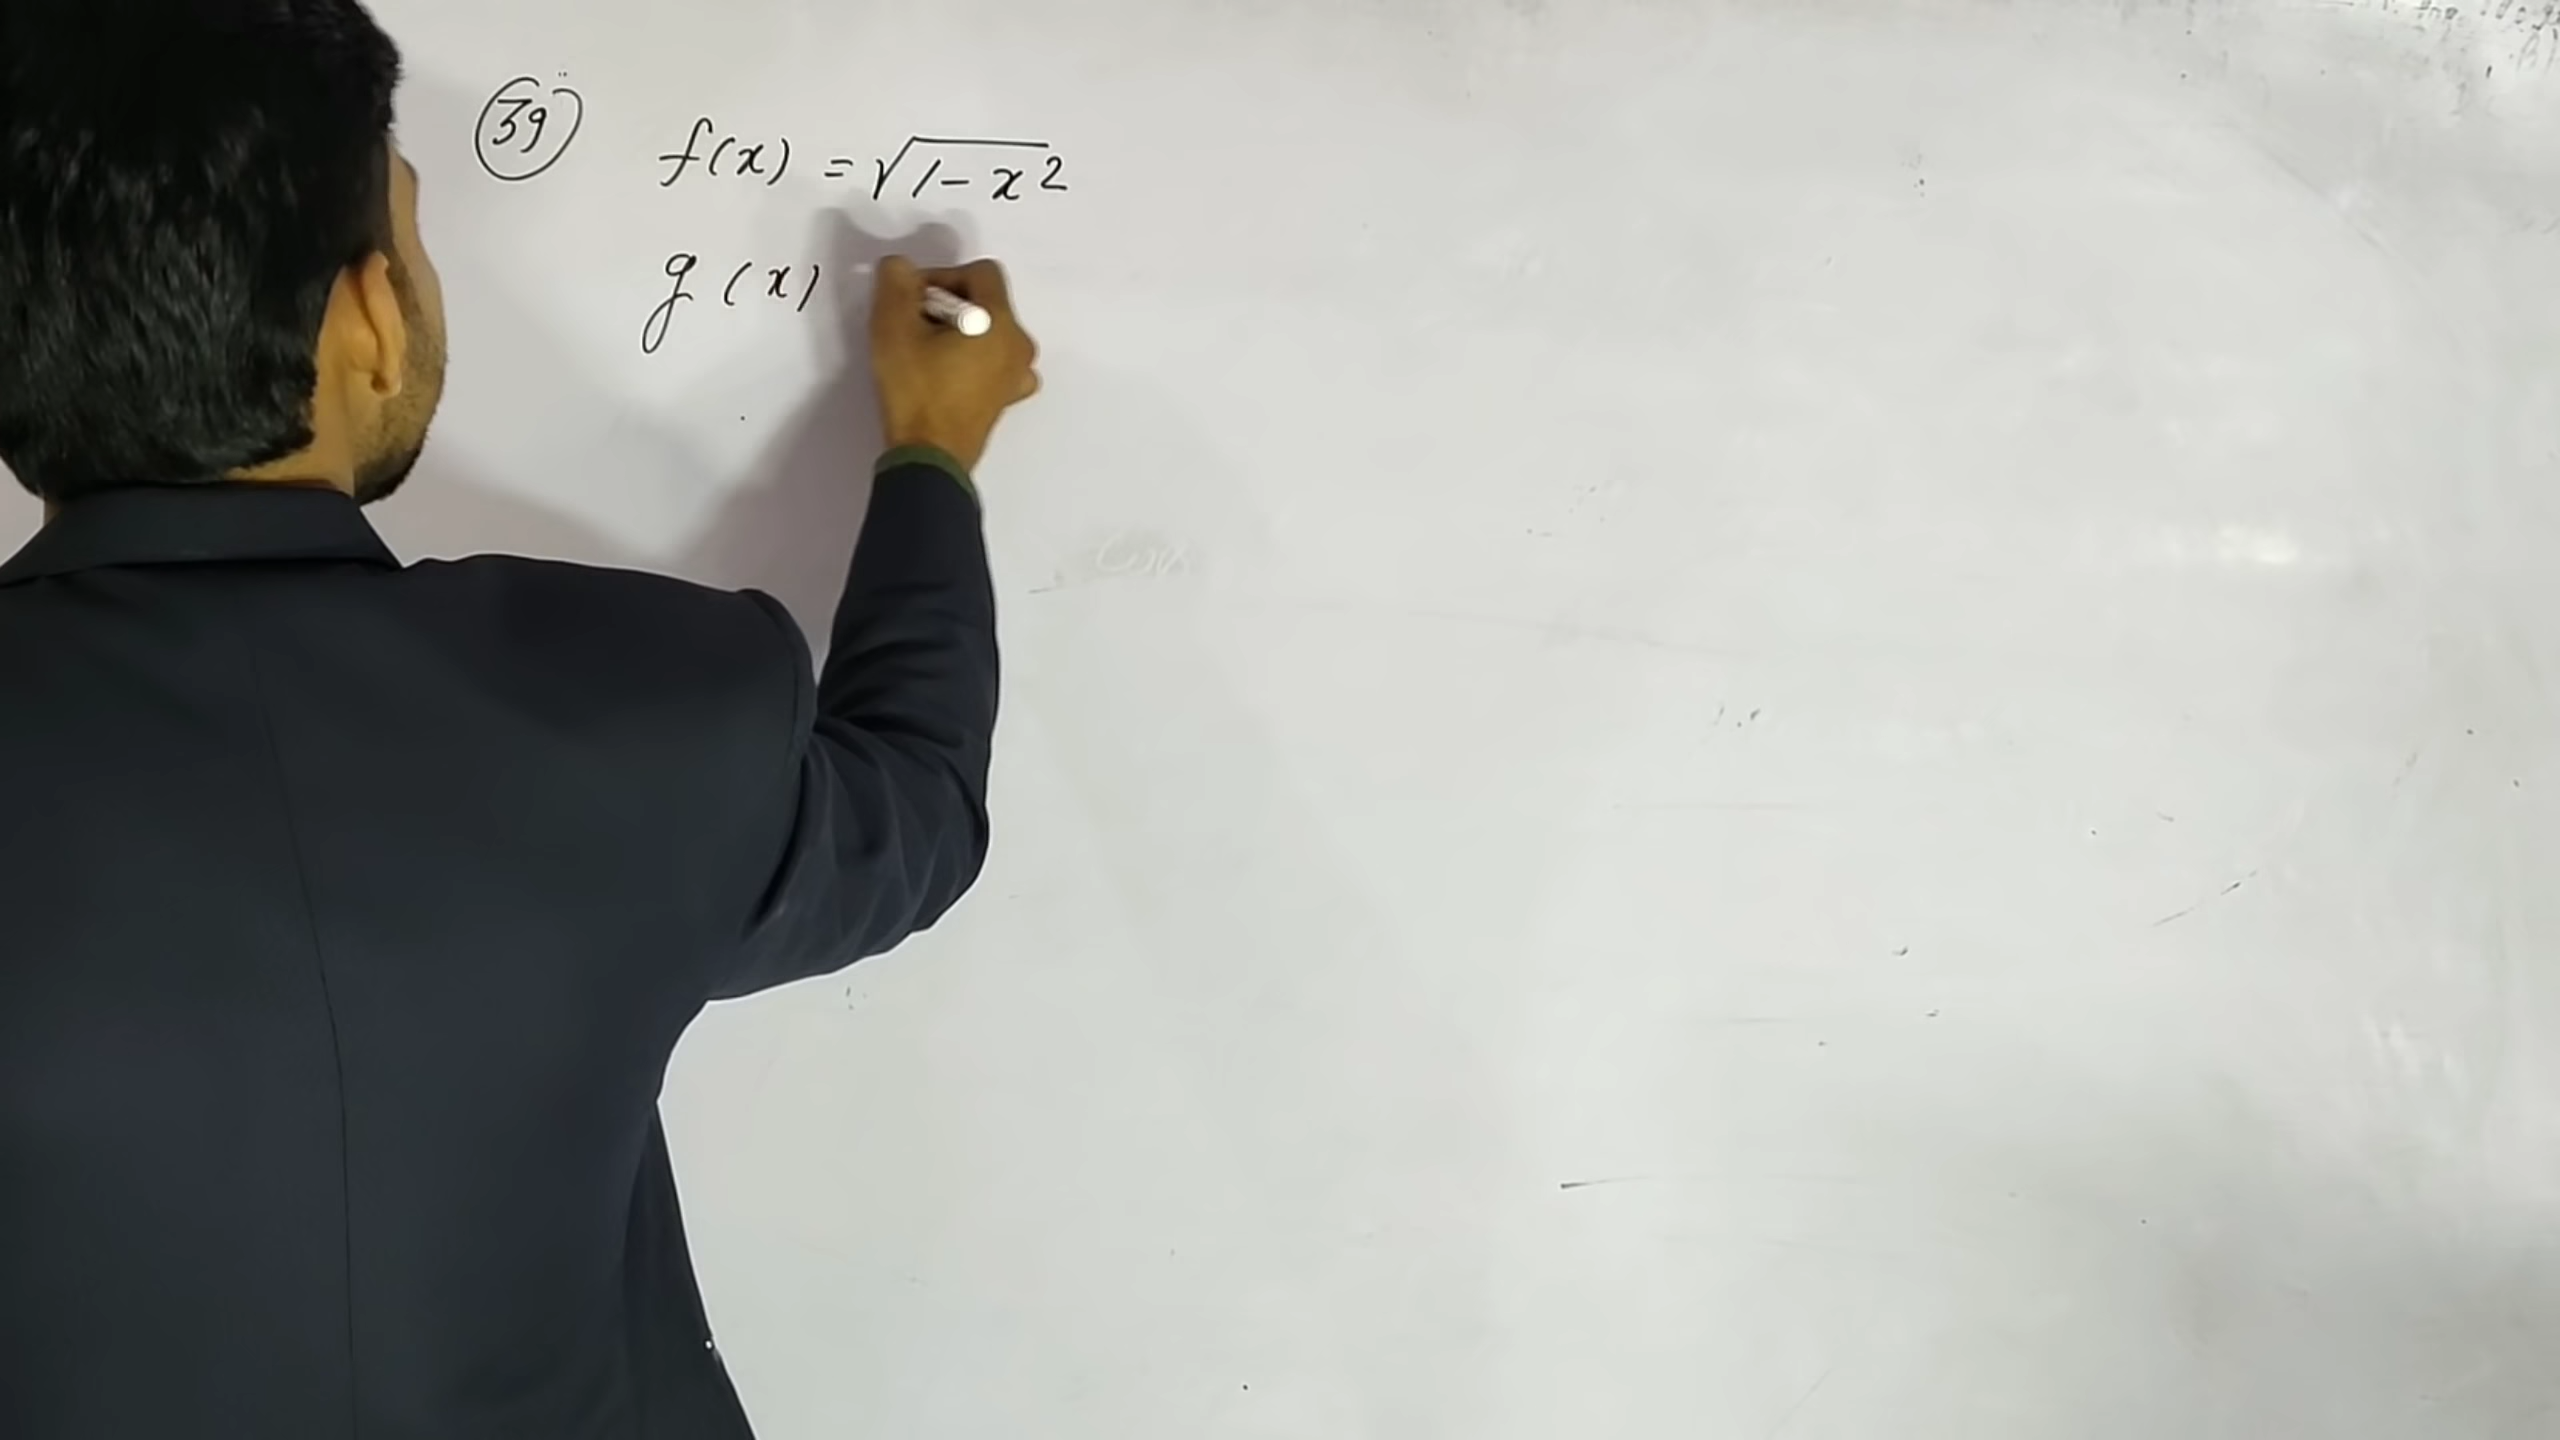 39 f(x) = √1-x²
g(x)